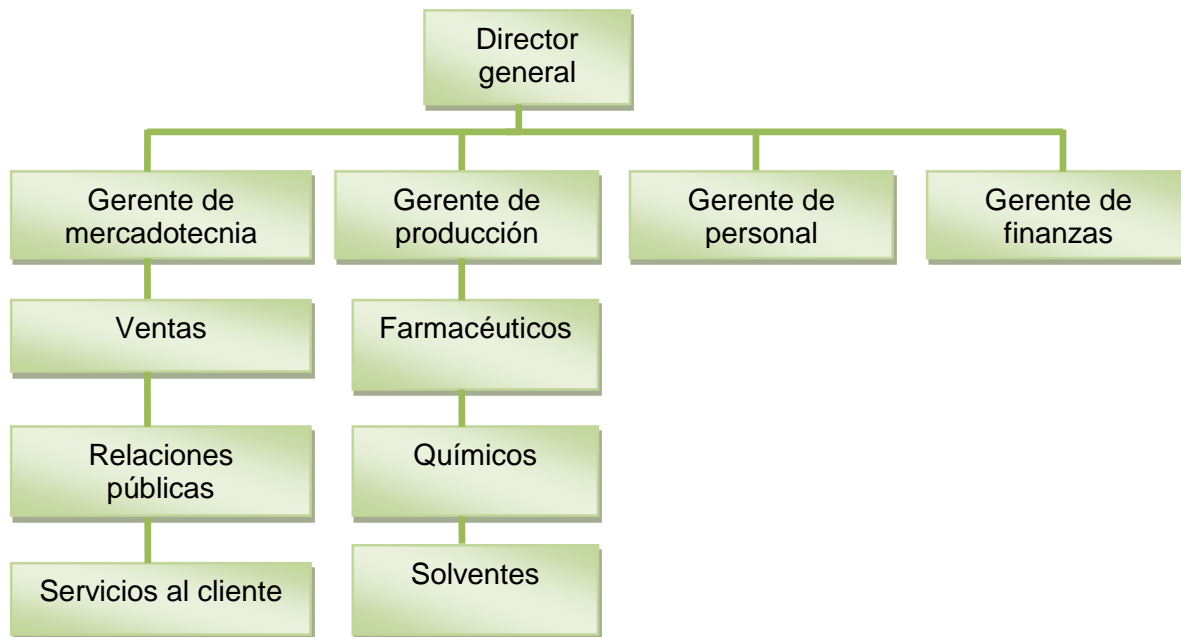 Director
general
Gerente de
mercadotecnia
Gerente de
producción
Gerente de
personal
Gerente de
finanzas
Ventas
Farmacéuticos
Relaciones
públicas
Químicos
Servicios al cliente
Solventes